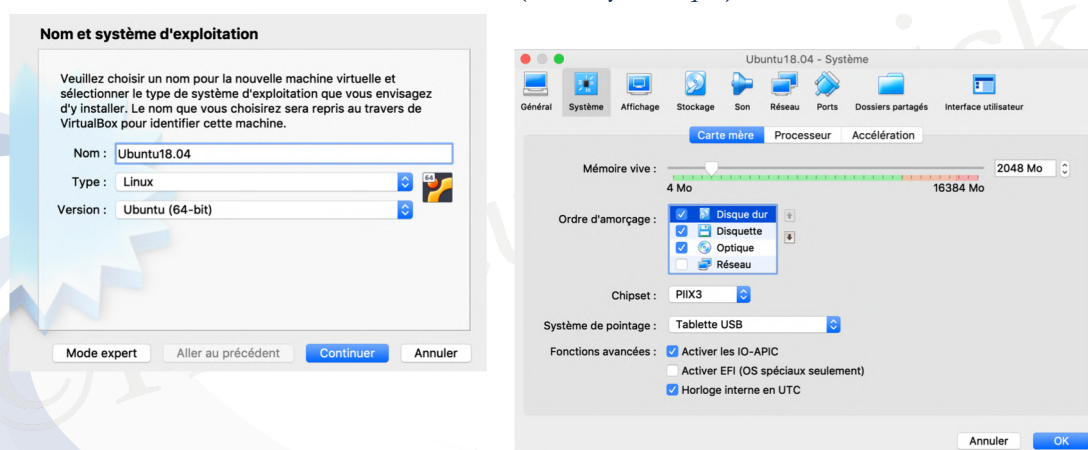 Nom et système d'exploitation
Veuillez choisir un nom pour la nouvelle machine virtuelle et
sélectionner le type de système d'exploitation que vous envisagez
d'y installer. Le nom que vous choisirez sera repris au travers de
VirtualBox pour identifier cette machine.
Nom : Ubuntu18.04
Type : Linux
64
Version : Ubuntu (64-bit)
Mode expert Aller au précédent Continuer Annuler
Ubuntu18.04 - Système
Général Système Affichage Stockage Son Réseau Ports Dossiers partagés Interface utilisateur
Carte mère Processeur Accélération
Mémoire vive : 2048 Mo
4 Mo 16384 Mo
Ordre d'amorçage : Disque dur
Disquette
Optique
Réseau
Chipset : PIIX3
Système de pointage : Tablette USB
Fonctions avancées : Activer les IO-APIC
Activer EFI (OS spéciaux seulement)
Horloge interne en UTC
Annuler OK